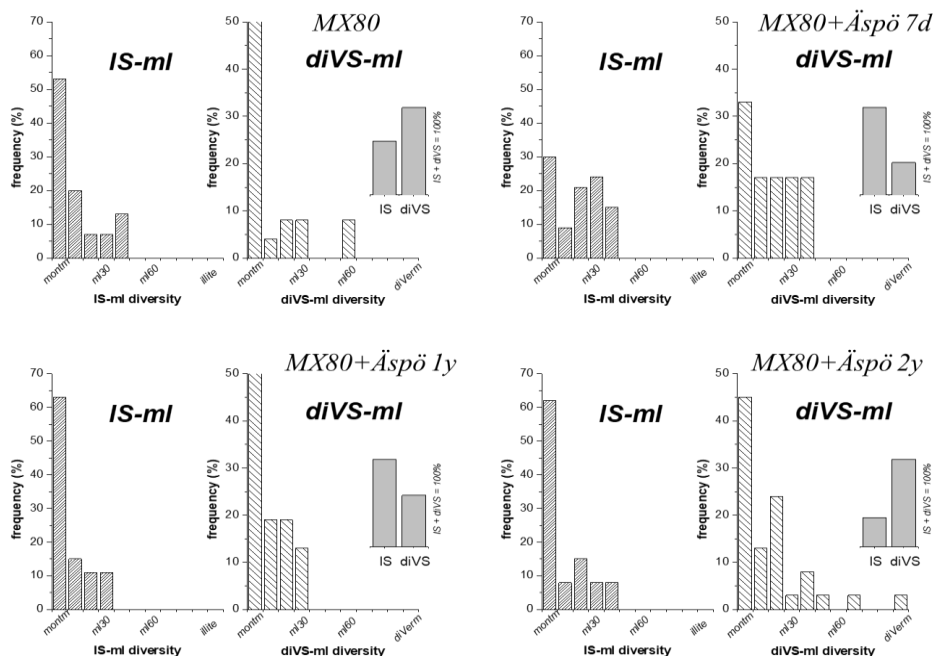 MX80
IS-ml
diVS-ml
frequency (%)
70
60
50
40
30
20
10
0
montm
ml30
ml60
illite
IS-ml diversity
frequency (%)
50
40
30
20
10
0
montm
ml30
ml60
diVerm
diVS-ml diversity
IS
diVS
IS + diVS = 100%
MX80+Äspö 7d
IS-ml
diVS-ml
frequency (%)
70
60
50
40
30
20
10
0
montm
ml30
ml60
illite
IS-ml diversity
frequency (%)
50
40
30
20
10
0
montm
ml30
ml60
diVerm
diVS-ml diversity
IS
diVS
IS + diVS = 100%
MX80+Äspö 1y
IS-ml
diVS-ml
frequency (%)
70
60
50
40
30
20
10
0
montm
ml30
ml60
illite
IS-ml diversity
frequency (%)
50
40
30
20
10
0
montm
ml30
ml60
diVerm
diVS-ml diversity
IS
diVS
IS + diVS = 100%
MX80+Äspö 2y
IS-ml
diVS-ml
frequency (%)
70
60
50
40
30
20
10
0
montm
ml30
ml60
illite
IS-ml diversity
frequency (%)
50
40
30
20
10
0
montm
ml30
ml60
diVerm
diVS-ml diversity
IS
diVS
IS + diVS = 100%